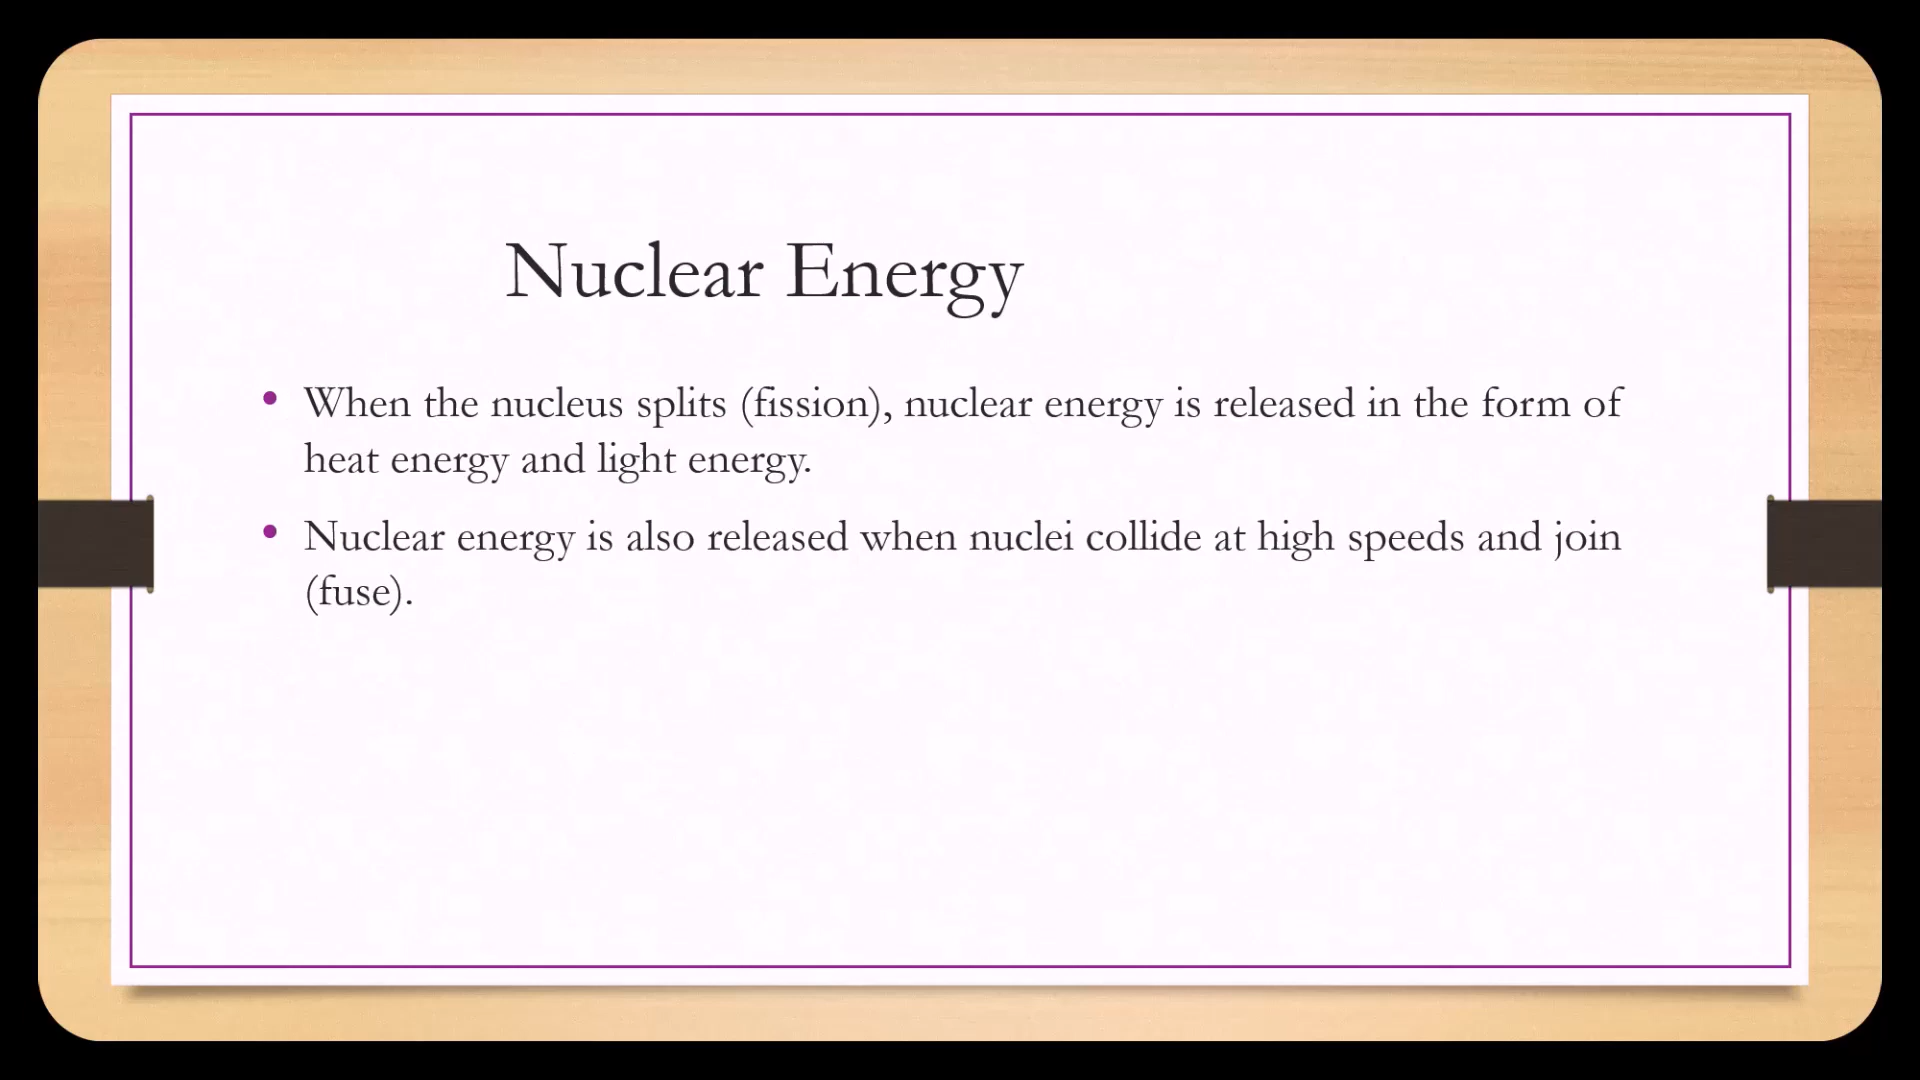 Nuclear Energy
• When the nucleus splits (fission), nuclear energy is released in the form of
heat energy and light energy.
• Nuclear energy is also released when nuclei collide at high speeds and join
(fuse).